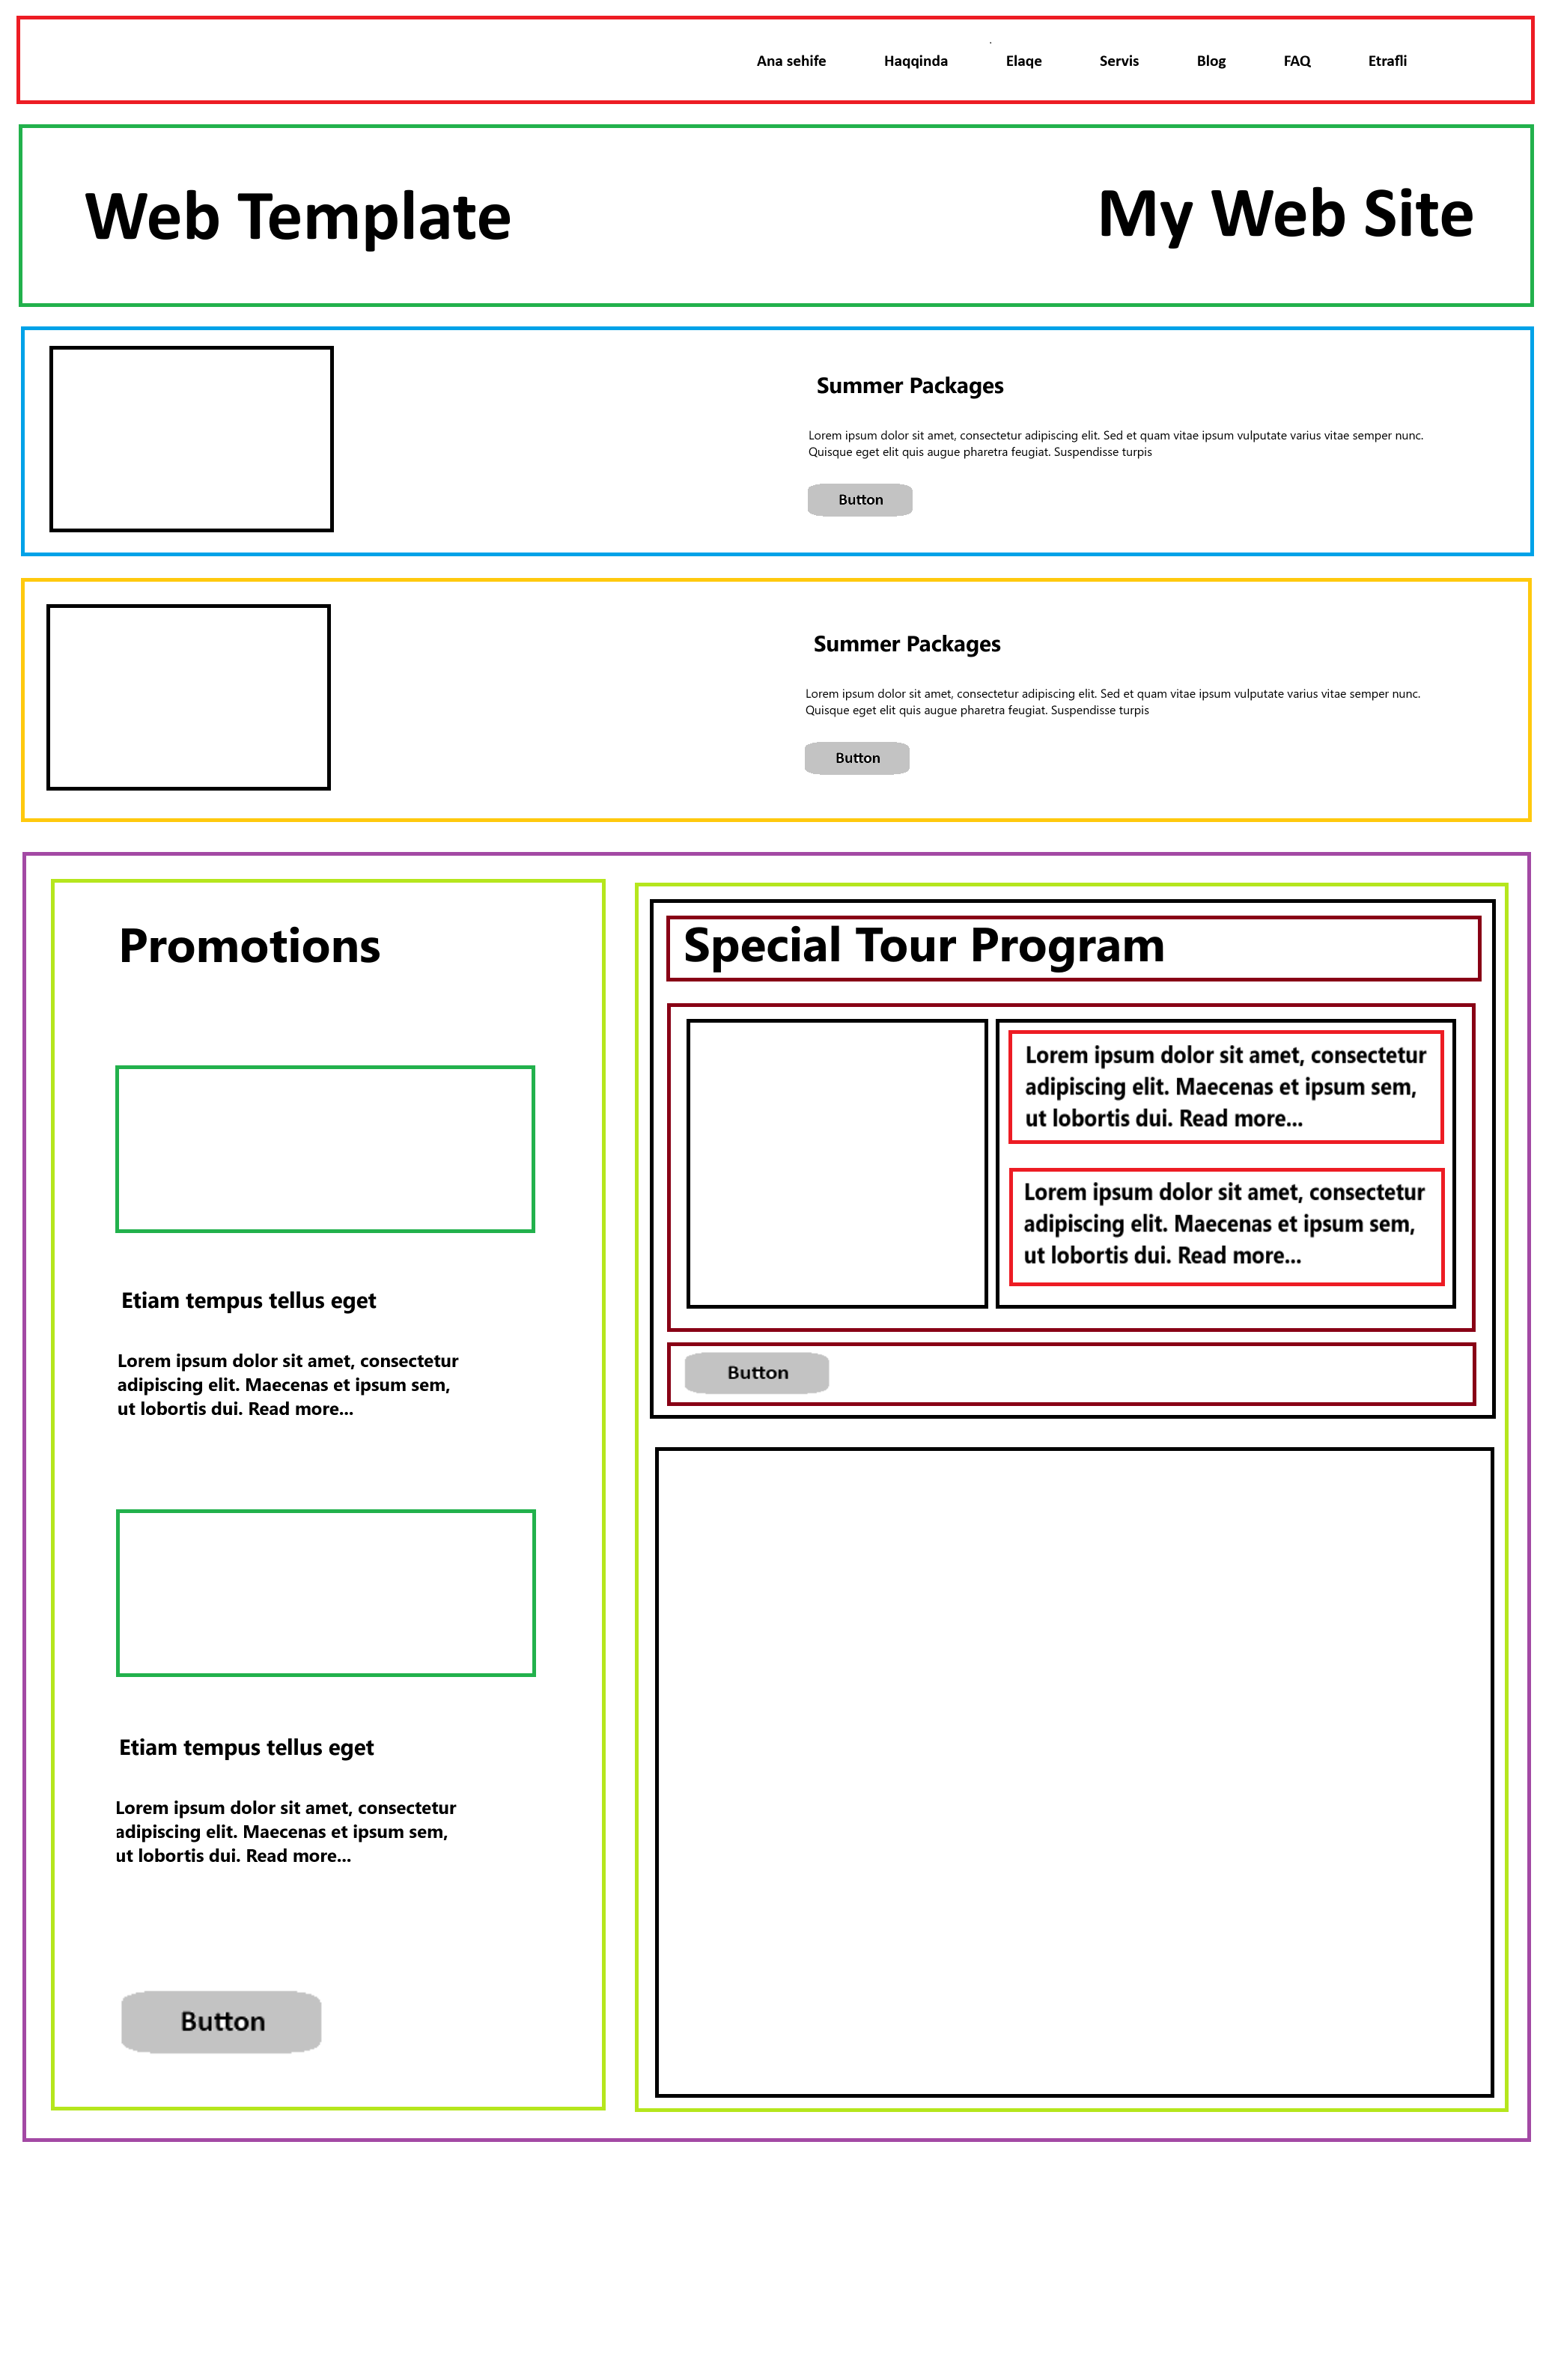 Ana sehife Haqqinda Elaqe Servis Blog FAQ Etrafli
Web Template My Web Site
Summer Packages
Lorem ipsum dolor sit amet, consectetur adipiscing elit. Sed et quam vitae ipsum vulputate varius vitae semper nunc.
Quisque eget elit quis augue pharetra feugiat. Suspendisse turpis
Button
Summer Packages
Lorem ipsum dolor sit amet, consectetur adipiscing elit. Sed et quam vitae ipsum vulputate varius vitae semper nunc.
Quisque eget elit quis augue pharetra feugiat. Suspendisse turpis
Button
Promotions
Etiam tempus tellus eget
Lorem ipsum dolor sit amet, consectetur
adipiscing elit. Maecenas et ipsum sem,
ut lobortis dui. Read more...
Etiam tempus tellus eget
Lorem ipsum dolor sit amet, consectetur
adipiscing elit. Maecenas et ipsum sem,
ut lobortis dui. Read more...
Button
Special Tour Program
Lorem ipsum dolor sit amet, consectetur
adipiscing elit. Maecenas et ipsum sem,
ut lobortis dui. Read more...
Lorem ipsum dolor sit amet, consectetur
adipiscing elit. Maecenas et ipsum sem,
ut lobortis dui. Read more...
Button